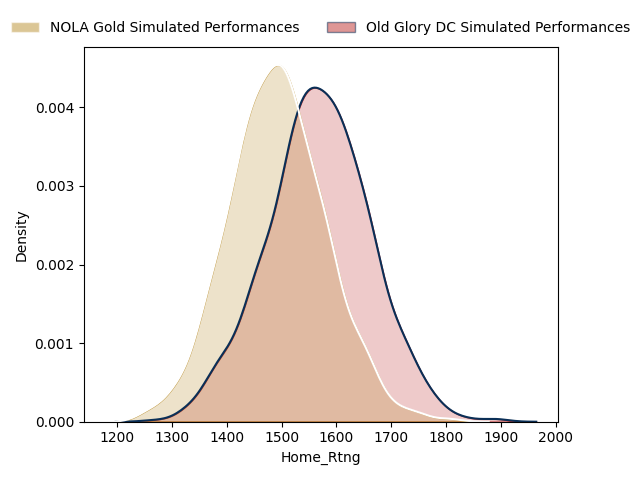 NOLA Gold Simulated Performances Old Glory DC Simulated Performances
0.004
0.003
0.002
0.001
0.000
Density
1200 1300 1400 1500 1600 1700 1800 1900 2000
Home_Rtng